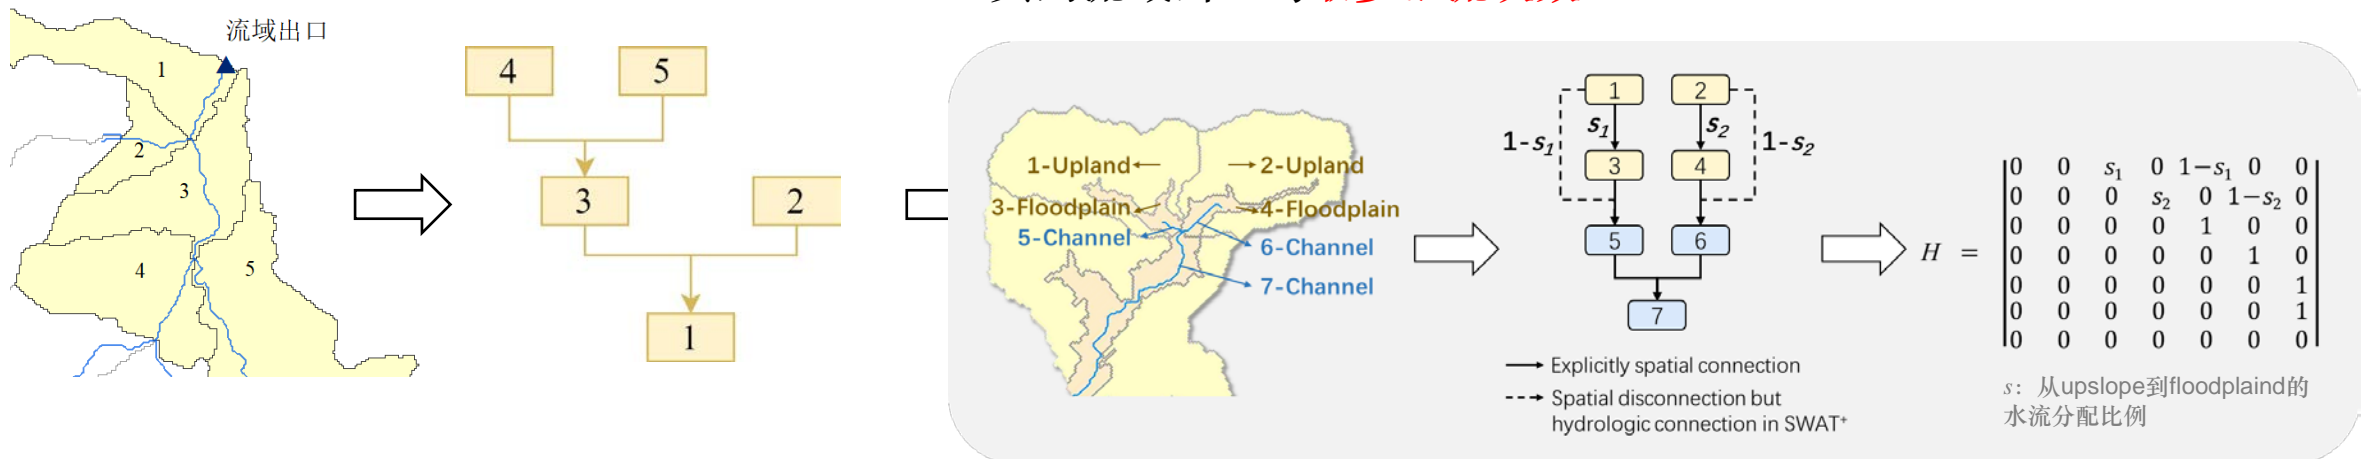 流域出口
1
2
3
4
5
4
5
3
2
1
1-Upland
2-Upland
3-Floodplain
4-Floodplain
5-Channel
6-Channel
7-Channel
1
2
1-s₁
s₁
s₂
1-s₂
3
4
5
6
7
Explicitly spatial connection
Spatial disconnection but
hydrologic connection in SWAT⁺
H =
0 0 s₁ 0 1−s₁ 0 0
0 0 0 s₂ 0 1−s₂ 0
0 0 0 0 1 0 0
0 0 0 0 0 1 0
0 0 0 0 0 0 1
0 0 0 0 0 0 1
0 0 0 0 0 0 0
s：从upslope到floodplaind的
水流分配比例